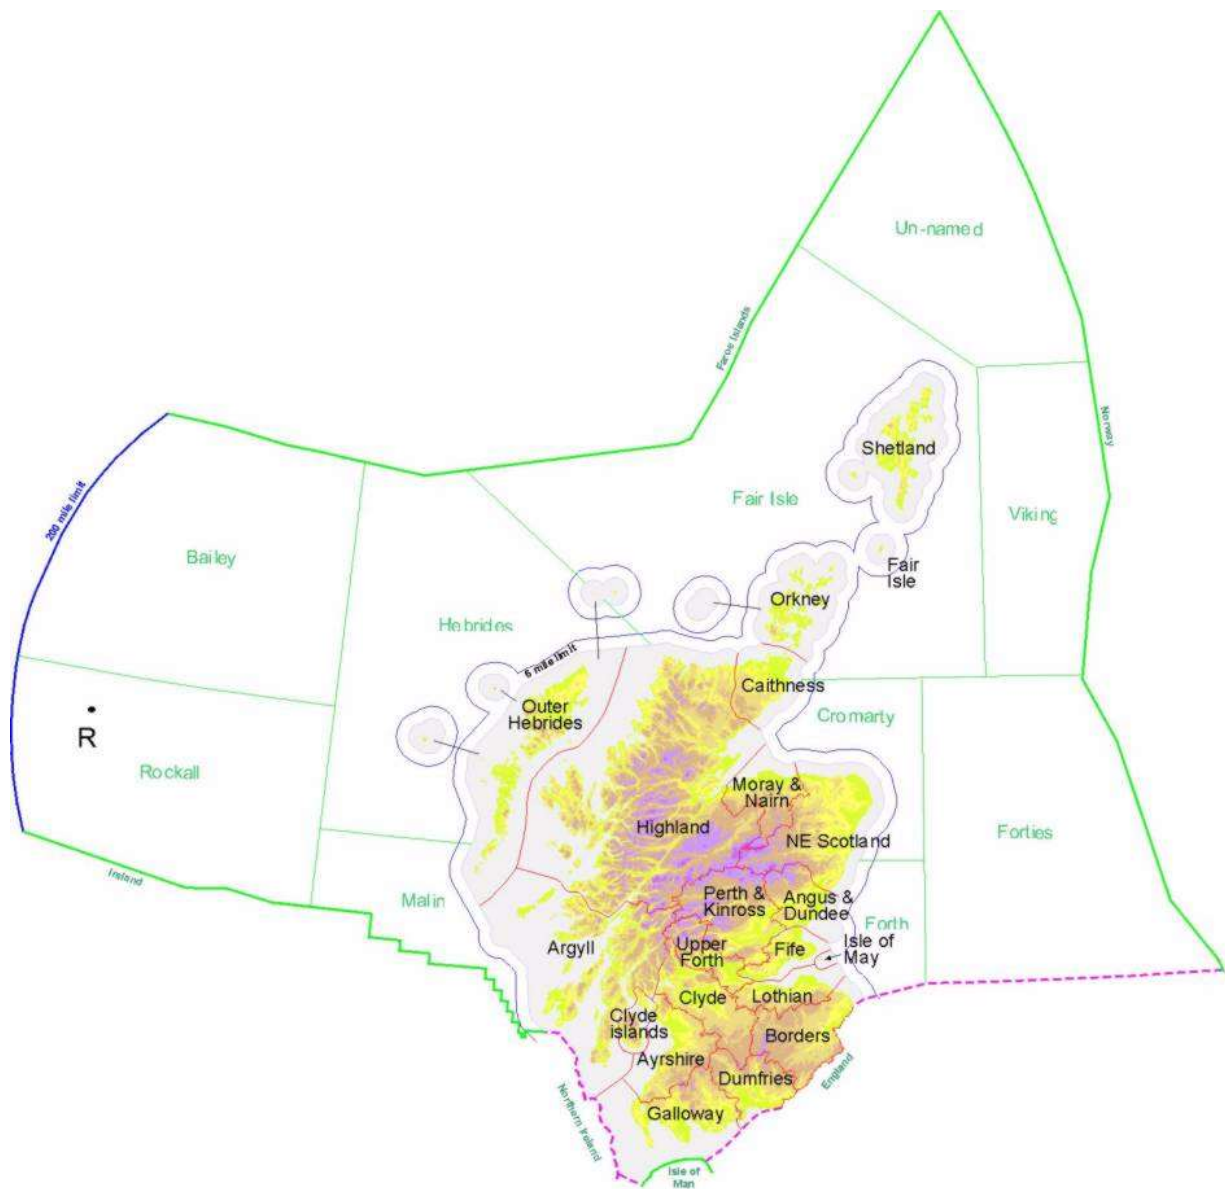 Un-named
Faroe Islands
Norway
Shetland
200 mile limit
Fair Isle
Viking
Bailey
Fair
Isle
Orkney
Hebrides
6 mile limit
Caithness
Outer
Hebrides
Cromarty
R
Rockall
Moray &
Nairn
Highland
NE Scotland
Forties
Ireland
Malin
Perth &
Kinross
Angus &
Dundee
Forth
Argyll
Upper
Forth
Fife
Isle of
May
Clyde
Lothian
Clyde
islands
Borders
Ayrshire
Dumfries
England
Northern Ireland
Galloway
Isle of
Man